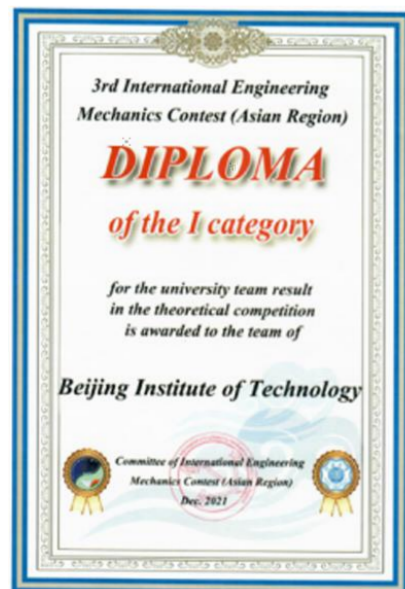 3rd International Engineering
Mechanics Contest (Asian Region)
DIPLOMA
of the I category
for the university team result
in the theoretical competition
is awarded to the team of
Beijing Institute of Technology
Committee of International Engineering
Mechanics Contest (Asian Region)
Dec. 2021